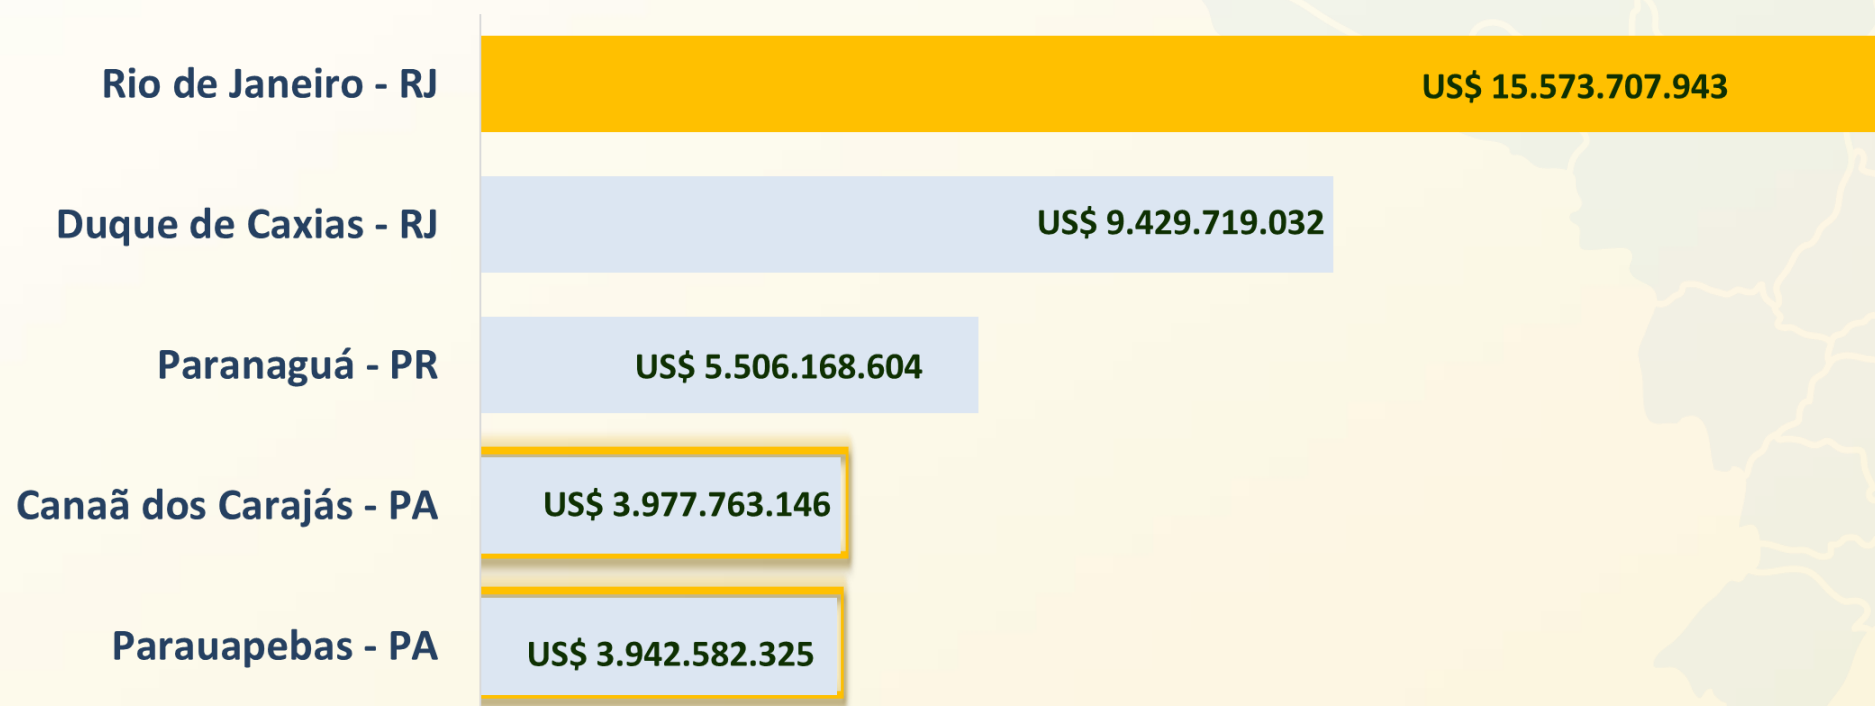 Rio de Janeiro - RJ US$ 15.573.707.943
Duque de Caxias - RJ US$ 9.429.719.032
Paranaguá - PR US$ 5.506.168.604
Canaã dos Carajás - PA US$ 3.977.763.146
Parauapebas - PA US$ 3.942.582.325